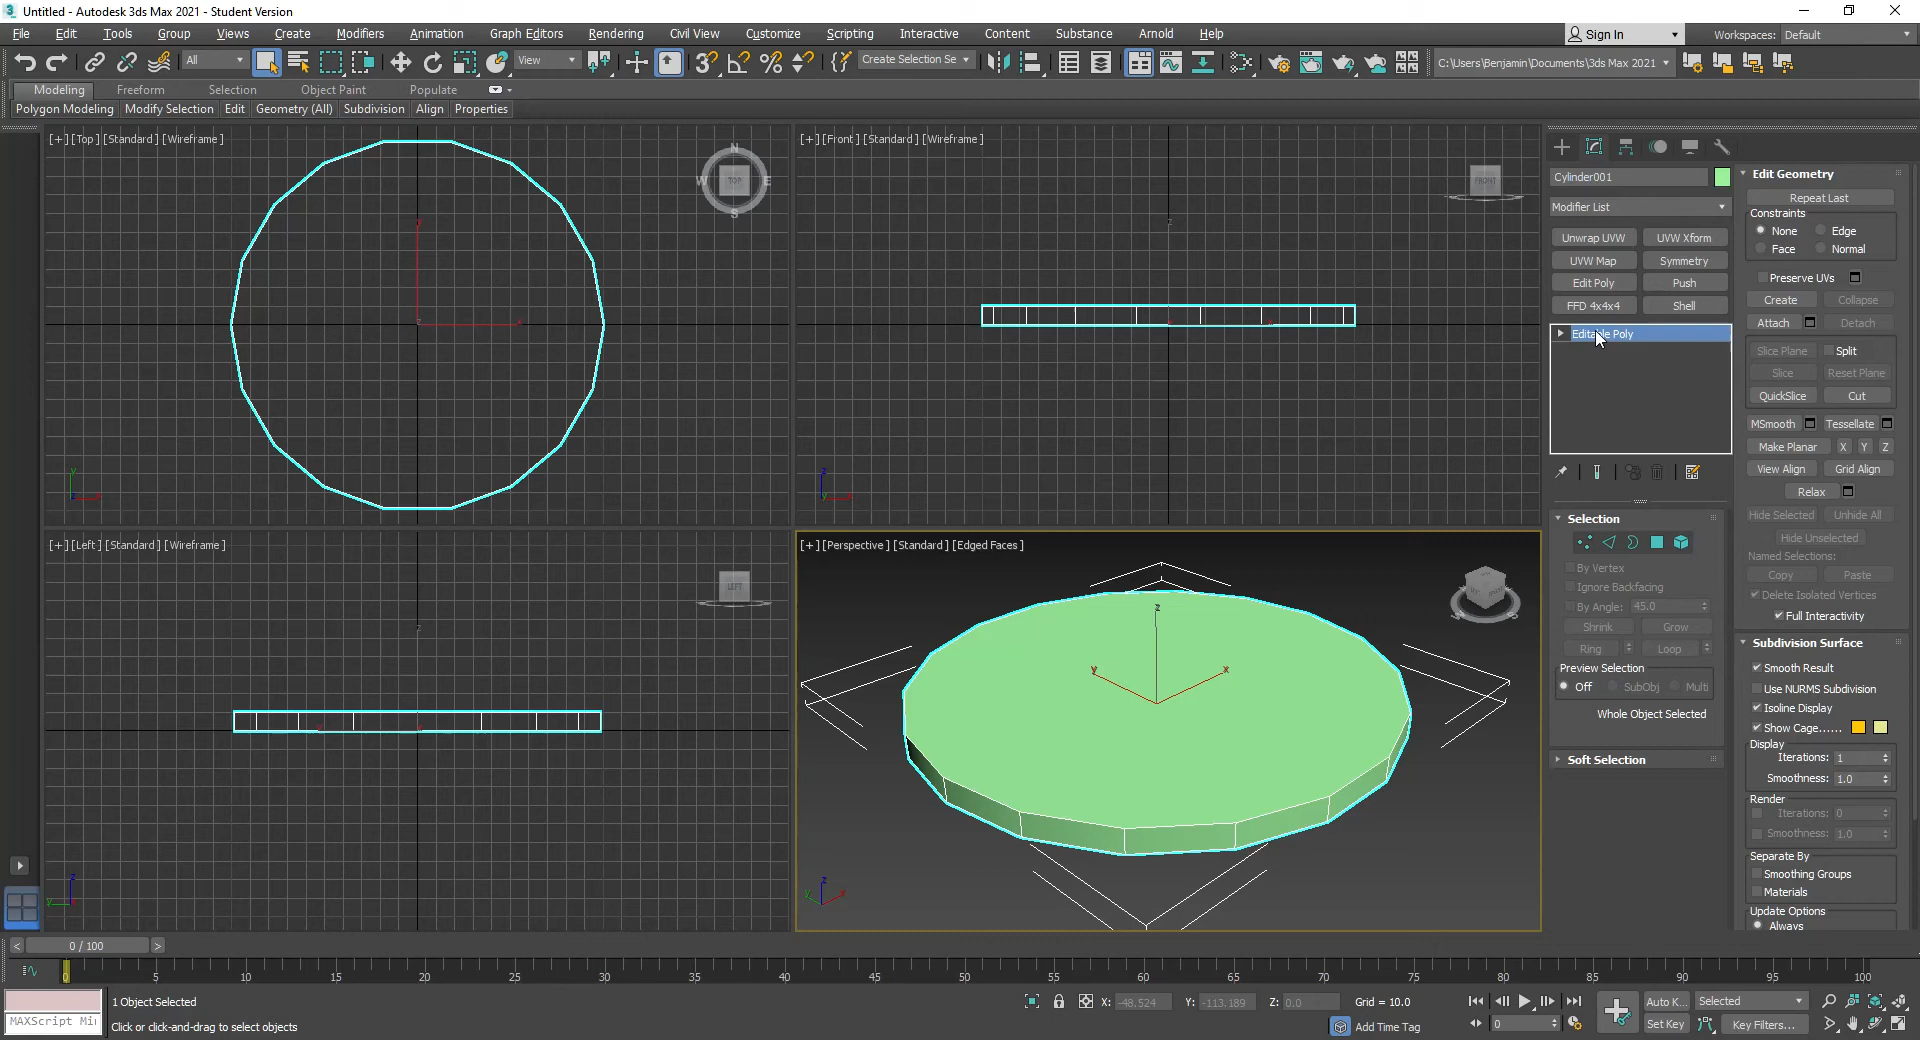 Untitled - Autodesk 3ds Max 2021 - Student Version
File Edit Tools Group Views Create Modifiers Animation Graph Editors Rendering Civil View Customize Scripting Interactive Content Substance Arnold Help Sign In Workspaces: Default
All View Create Selection Se C:\Users\Benjamin\Documents\3ds Max 2021
Modeling Freeform Selection Object Paint Populate
Polygon Modeling Modify Selection Edit Geometry (All) Subdivision Align Properties
[+] [Top] [Standard] [Wireframe]
N
W TOP E
S
[+] [Front] [Standard] [Wireframe]
FRONT
[+] [Left] [Standard] [Wireframe]
LEFT
[+] [Perspective] [Standard] [Edged Faces]
z
y x
Cylinder001
Modifier List
Unwrap UVW UVW Xform
UVW Map Symmetry
Edit Poly Push
FFD 4x4x4 Shell
Editable Poly
Selection
By Vertex
Ignore Backfacing
By Angle: 45.0
Shrink Grow
Ring Loop
Preview Selection
Off SubObj Multi
Whole Object Selected
Soft Selection
Edit Geometry
Repeat Last
Constraints
None Edge
Face Normal
Preserve UVs
Create Collapse
Attach Detach
Slice Plane Split
Slice Reset Plane
QuickSlice Cut
MSmooth Tessellate
Make Planar X Y Z
View Align Grid Align
Relax
Hide Selected Unhide All
Hide Unselected
Named Selections:
Copy Paste
Delete Isolated Vertices
Full Interactivity
Subdivision Surface
Smooth Result
Use NURMS Subdivision
Isoline Display
Show Cage......
Display
Iterations: 1
Smoothness: 1.0
Render
Iterations: 0
Smoothness: 1.0
Separate By
Smoothing Groups
Materials
Update Options
Always
< 0 / 100 >
0 5 10 15 20 25 30 35 40 45 50 55 60 65 70 75 80 85 90 95 100
1 Object Selected
X: -48.524 Y: -113.189 Z: 0.0 Grid = 10.0
Auto K... Selected
MAXScript Mi
Click or click-and-drag to select objects
Add Time Tag
0
Set Key Key Filters...